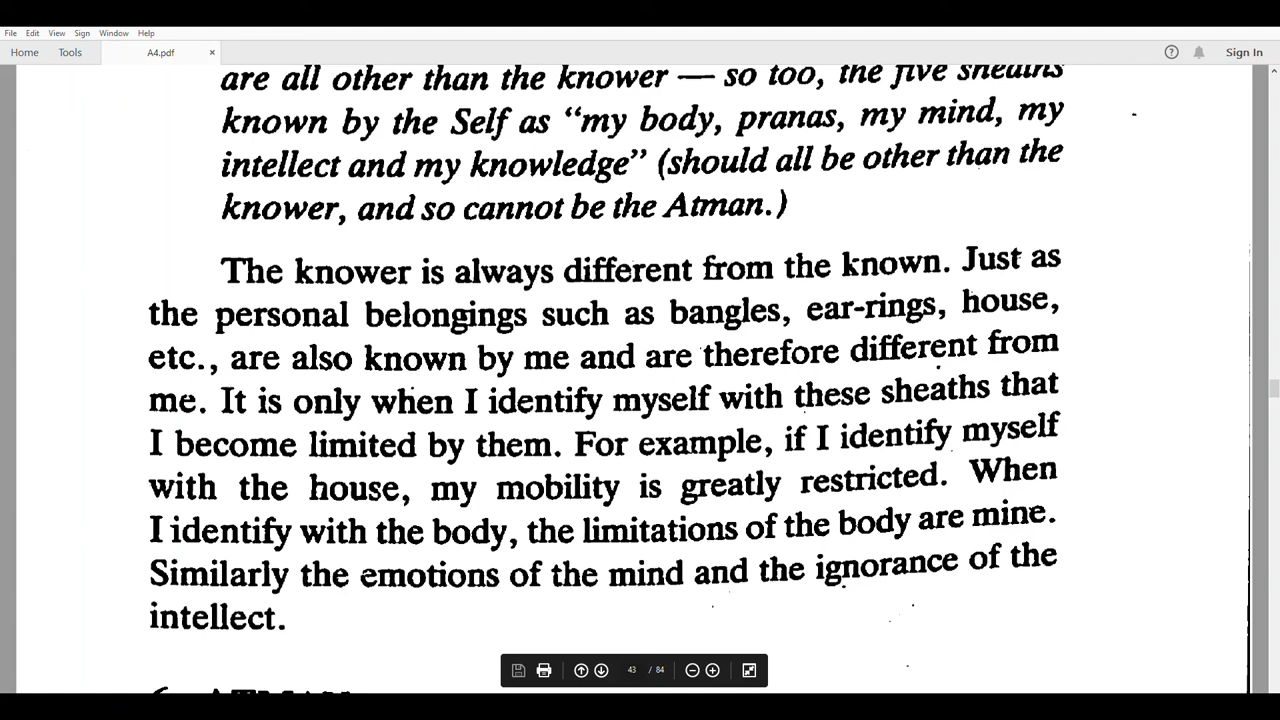 File Edit View Sign Window Help
Home Tools A4.pdf × Sign In
are all other than the knower — so too, the five sheaths
known by the Self as “my body, pranas, my mind, my
intellect and my knowledge” (should all be other than the
knower, and so cannot be the Atman.)
The knower is always different from the known. Just as
the personal belongings such as bangles, ear-rings, house,
etc., are also known by me and are therefore different from
me. It is only when I identify myself with these sheaths that
I become limited by them. For example, if I identify myself
with the house, my mobility is greatly restricted. When
I identify with the body, the limitations of the body are mine.
Similarly the emotions of the mind and the ignorance of the
intellect.
43 / 84